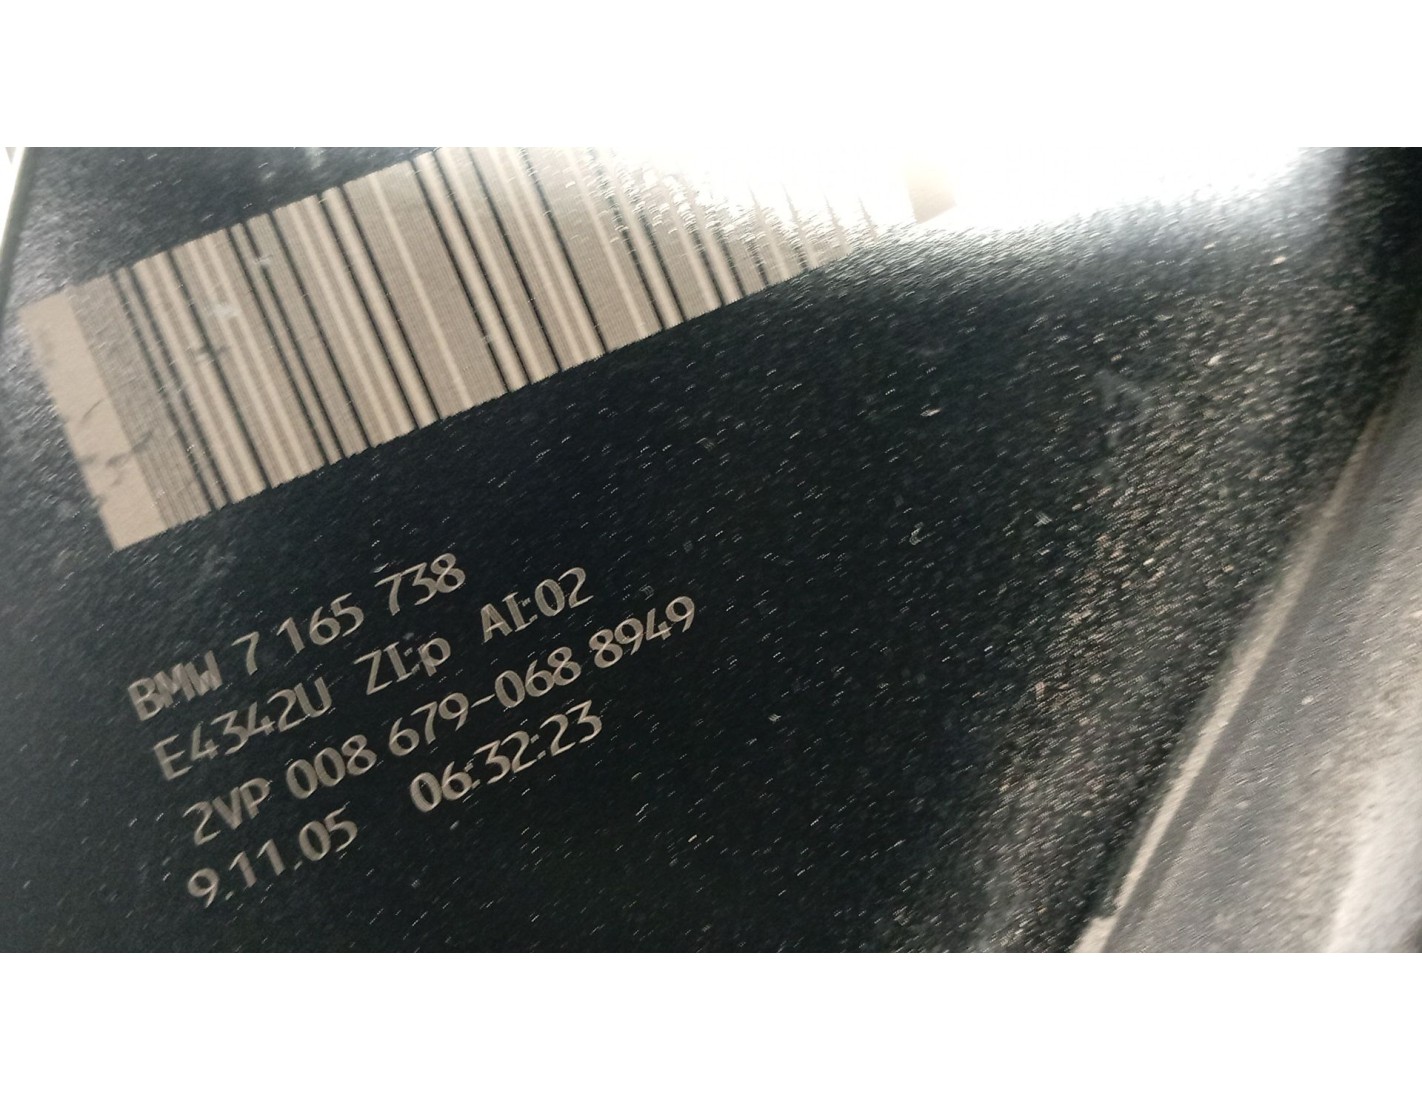 BMW 7 165 738
E4342U ZI:p AI:02
2VP 008 679-068 8949
9.11.05 06:32:23